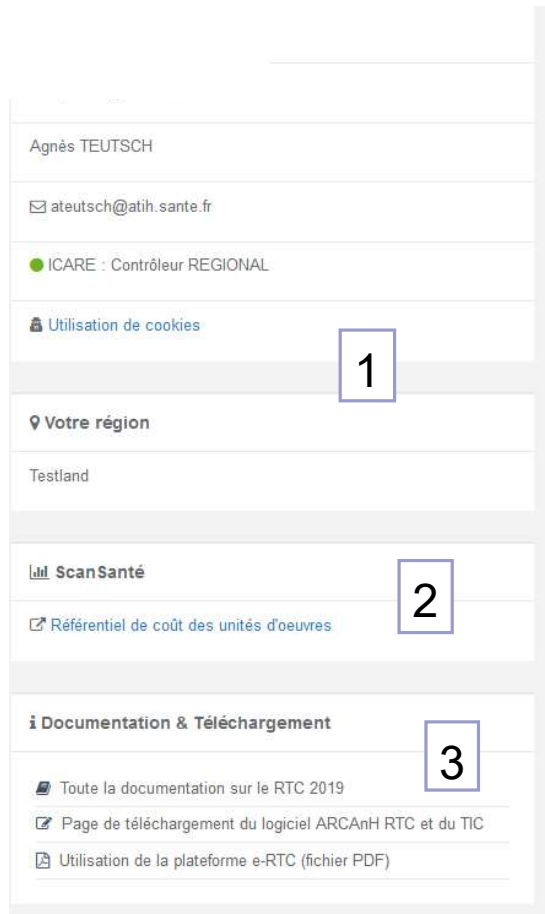 Agnès TEUTSCH
ateutsch@atih.sante.fr
ICARE : Contrôleur REGIONAL
Utilisation de cookies
1
Votre région
Testland
ScanSanté
2
Référentiel de coût des unités d'oeuvres
Documentation & Téléchargement
3
Toute la documentation sur le RTC 2019
Page de téléchargement du logiciel ARCAnH RTC et du TIC
Utilisation de la plateforme e-RTC (fichier PDF)